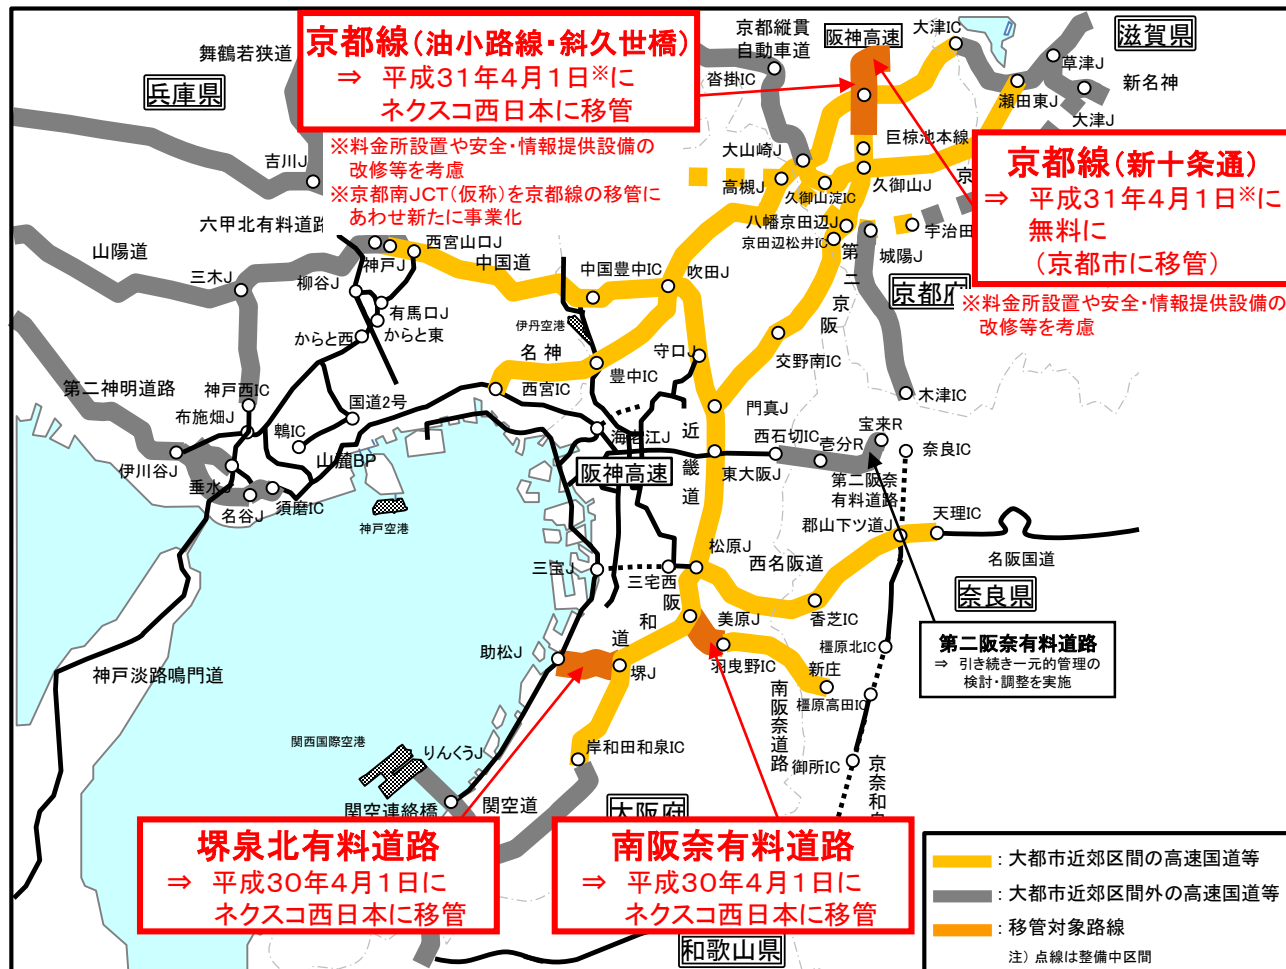 京都線(油小路線・斜久世橋)
⇒ 平成31年4月1日※に
ネクスコ西日本に移管
※料金所設置や安全・情報提供設備の
改修等を考慮
※京都南JCT(仮称)を京都線の移管に
あわせ新たに事業化
京都線(新十条通)
⇒ 平成31年4月1日※に
無料に
(京都市に移管)
※料金所設置や安全・情報提供設備の
改修等を考慮
舞鶴若狭道
兵庫県
京都縦貫
自動車道
沓掛IC
阪神高速
大津IC
滋賀県
草津J
新名神
瀬田東J
大津J
巨椋池本線
大山崎J
高槻J
久御山淀IC
久御山J
京
八幡京田辺J
京田辺松井IC
宇治田
城陽J
京都府
第二京阪
吉川J
六甲北有料道路
山陽道
三木J
神戸J
西宮山口J
中国道
柳谷J
有馬口J
からと西
からと東
中国豊中IC
吹田J
伊丹空港
名神
守口J
豊中IC
西宮IC
交野南IC
木津IC
第二神明道路
神戸西IC
布施畑J
国道2号
鵯IC
山麓BP
伊川谷J
垂水J
名谷J
須磨IC
神戸空港
海老江J
阪神高速
門真J
近畿道
東大阪J
西石切IC
壱分R
宝来R
奈良IC
第二阪奈
有料道路
郡山下ツ道J
天理IC
名阪国道
松原J
西名阪道
三宝J
三宅西
阪和道
美原J
香芝IC
奈良県
羽曳野IC
新庄
橿原北IC
橿原高田IC
南阪奈道路
御所IC
京奈和自
第二阪奈有料道路
⇒ 引き続き一元的管理の
検討・調整を実施
助松J
堺J
神戸淡路鳴門道
岸和田和泉IC
関西国際空港
りんくうJ
関空連絡橋
関空道
大阪府
堺泉北有料道路
⇒ 平成30年4月1日に
ネクスコ西日本に移管
南阪奈有料道路
⇒ 平成30年4月1日に
ネクスコ西日本に移管
和歌山県
:大都市近郊区間の高速国道等
:大都市近郊区間外の高速国道等
:移管対象路線
注)点線は整備中区間